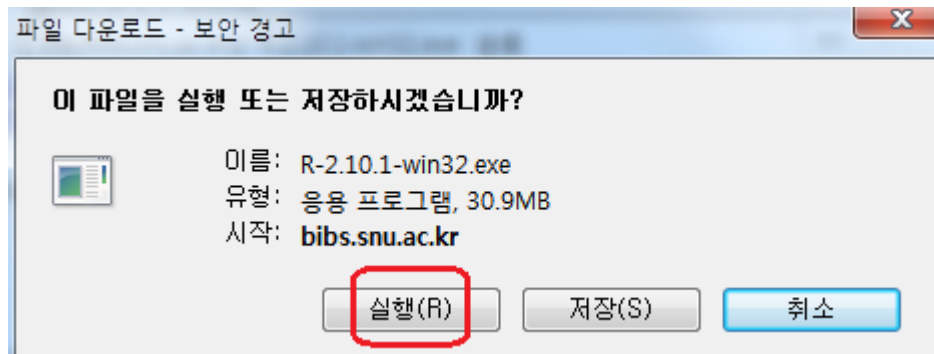 파일 다운로드 - 보안 경고
이 파일을 실행 또는 저장하시겠습니까?
이름: R-2.10.1-win32.exe
유형: 응용 프로그램, 30.9MB
시작: bibs.snu.ac.kr
실행(R) 저장(S) 취소